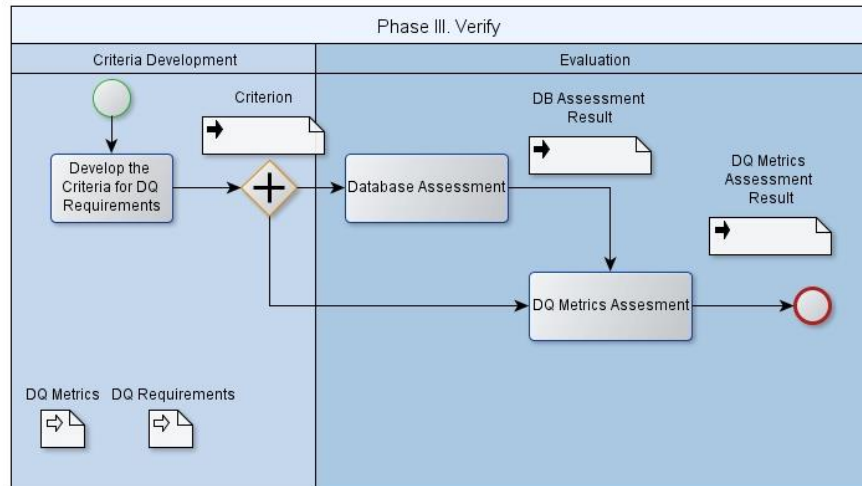 Phase III. Verify
Criteria Development
Evaluation
Criterion
DB Assessment
Result
DQ Metrics
Assessment
Result
Develop the
Criteria for DQ
Requirements
Database Assessment
DQ Metrics Assesment
DQ Metrics
DQ Requirements